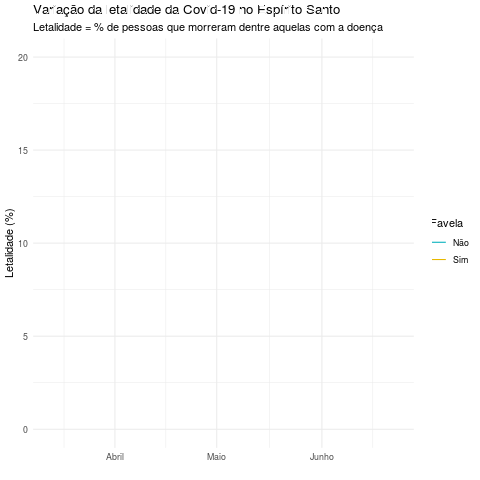 Variação da letalidade da Covid-19 no Espírito Santo
Letalidade = % de pessoas que morreram dentre aquelas com a doença
20
15
10
5
0
Letalidade (%)
Abril
Maio
Junho
Favela
Não
Sim